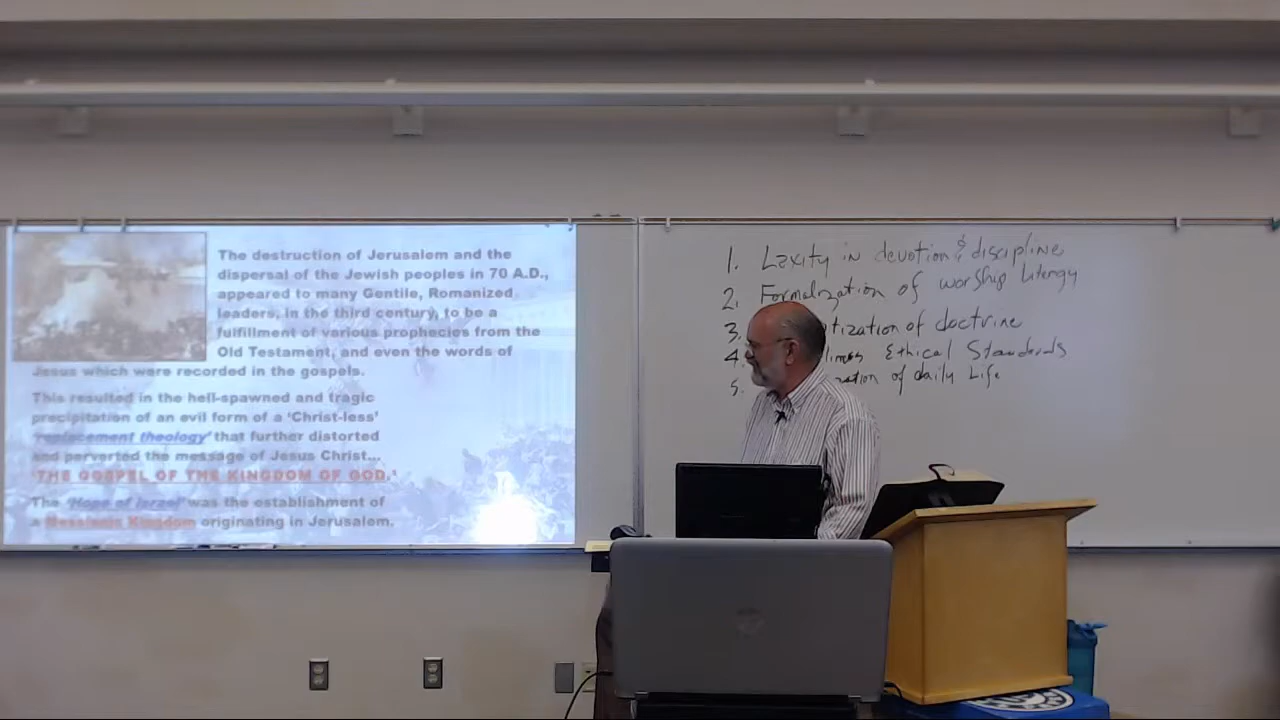 The destruction of Jerusalem and the
dispersal of the Jewish peoples in 70 A.D.,
appeared to many Gentile, Romanized
leaders, in the third century, to be a
fulfillment of various prophecies from the
Old Testament, and even the words of
Jesus which were recorded in the gospels.
This resulted in the hell-spawned and tragic
precipitation of an evil form of a 'Christ-less'
'replacement theology' that further distorted
and perverted the message of Jesus Christ...
'THE GOSPEL OF THE KINGDOM OF GOD.'
The 'Hope of Israel' was the establishment of
a Messianic Kingdom originating in Jerusalem.
1. Laxity in devotion & discipline
2. Formalization of worship Litergy
3. tization of doctrine
4. Ethical Standards
5. of daily Life